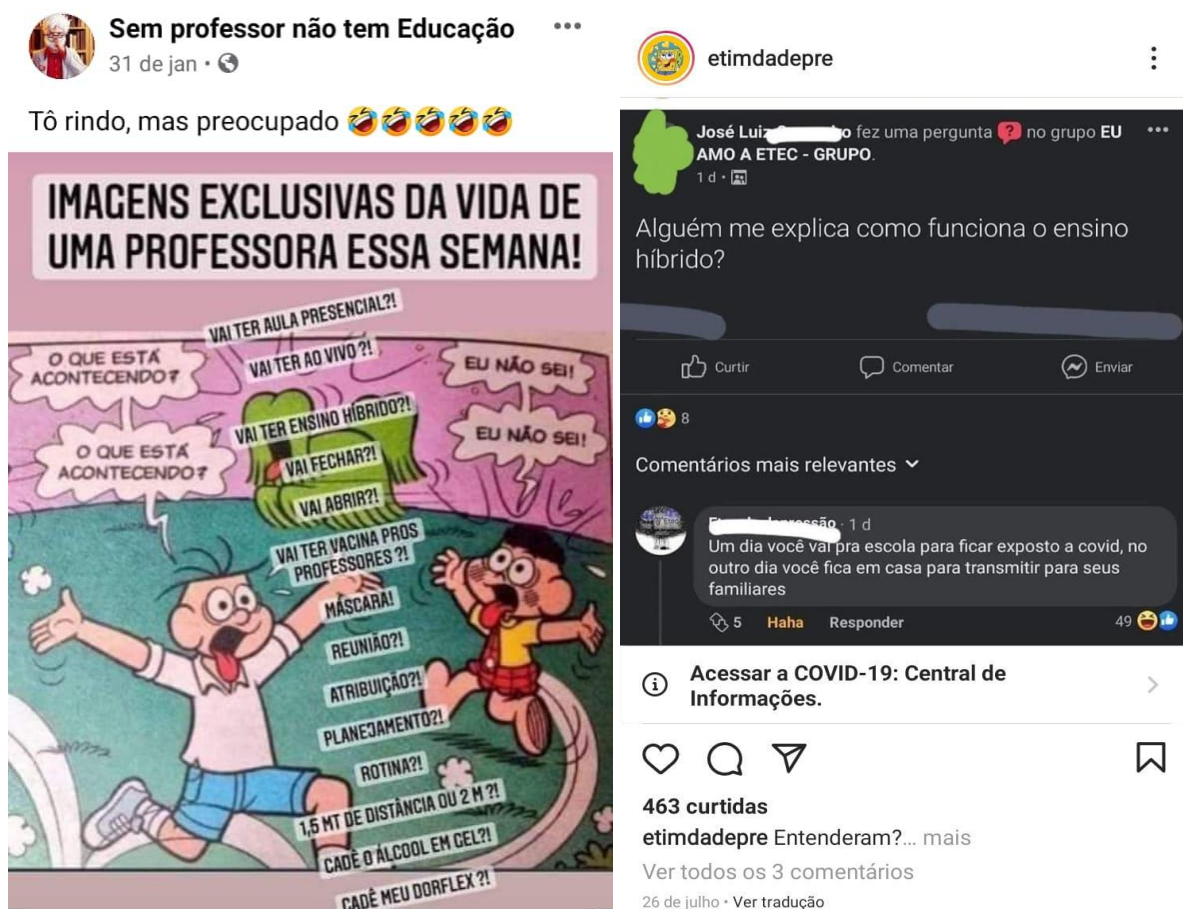 Sem professor não tem Educação
31 de jan
Tô rindo, mas preocupado
IMAGENS EXCLUSIVAS DA VIDA DE
UMA PROFESSORA ESSA SEMANA!
VAI TER AULA PRESENCIAL?!
VAI TER AO VIVO?!
O QUE ESTÁ
ACONTECENDO?
EU NÃO SEI!
VAI TER ENSINO HÍBRIDO?!
O QUE ESTÁ
ACONTECENDO?
EU NÃO SEI!
VAI FECHAR?!
VAI ABRIR?!
VAI TER VACINA PROS
PROFESSORES ?!
MÁSCARA!
REUNIÃO?!
ATRIBUIÇÃO?!
PLANEJAMENTO?!
ROTINA?!
1,5 MT DE DISTÂNCIA OU 2 M ?!
CADÊ O ÁLCOOL EM GEL?!
CADÊ MEU DORFLEX ?!
etimdadepre
José Luiz fez uma pergunta ? no grupo EU
AMO A ETEC - GRUPO.
1 d
Alguém me explica como funciona o ensino
híbrido?
Curtir
Comentar
Enviar
8
Comentários mais relevantes
1 d
Um dia você vai pra escola para ficar exposto a covid, no
outro dia você fica em casa para transmitir para seus
familiares
5 Haha Responder 49
Acessar a COVID-19: Central de
Informações.
463 curtidas
etimdadepre Entenderam?... mais
Ver todos os 3 comentários
26 de julho • Ver tradução